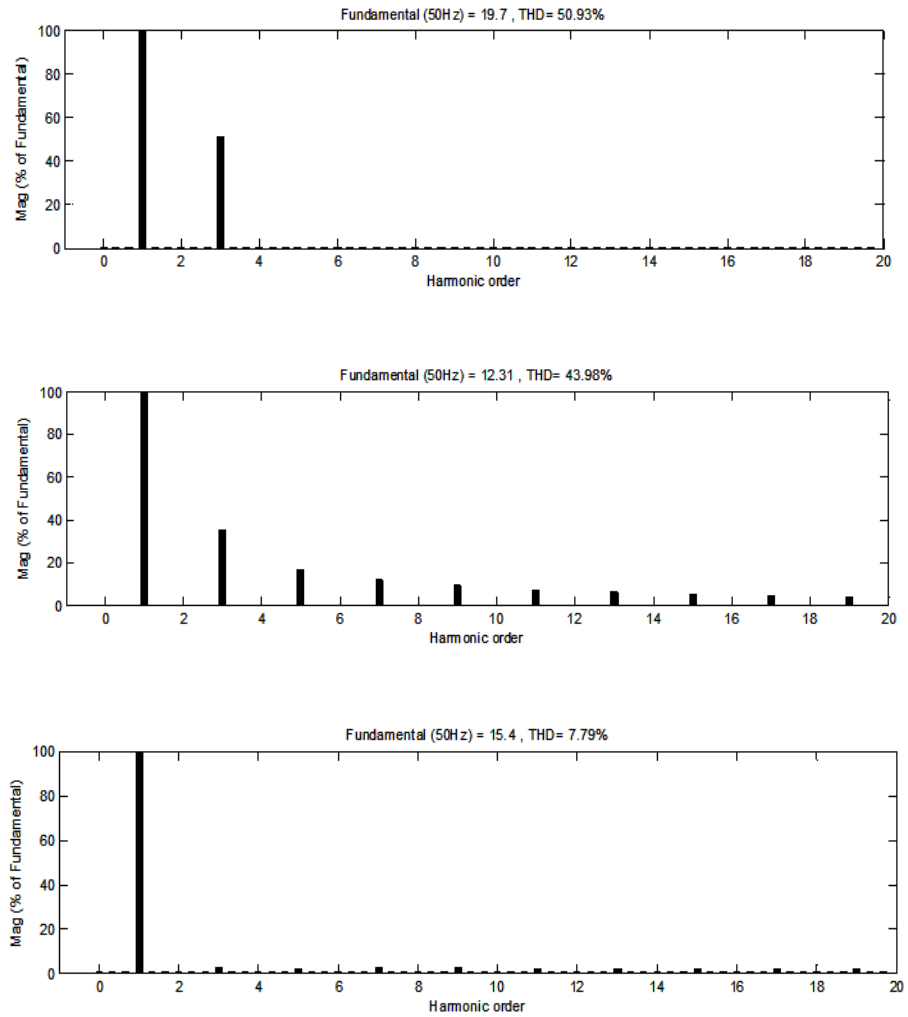 Fundamental (50Hz) = 19.7 , THD= 50.93%
Mag (% of Fundamental)
100
80
60
40
20
0
0 2 4 6 8 10 12 14 16 18 20
Harmonic order
Fundamental (50Hz) = 12.31 , THD= 43.98%
Mag (% of Fundamental)
100
80
60
40
20
0
0 2 4 6 8 10 12 14 16 18 20
Harmonic order
Fundamental (50Hz) = 15.4 , THD= 7.79%
Mag (% of Fundamental)
100
80
60
40
20
0
0 2 4 6 8 10 12 14 16 18 20
Harmonic order